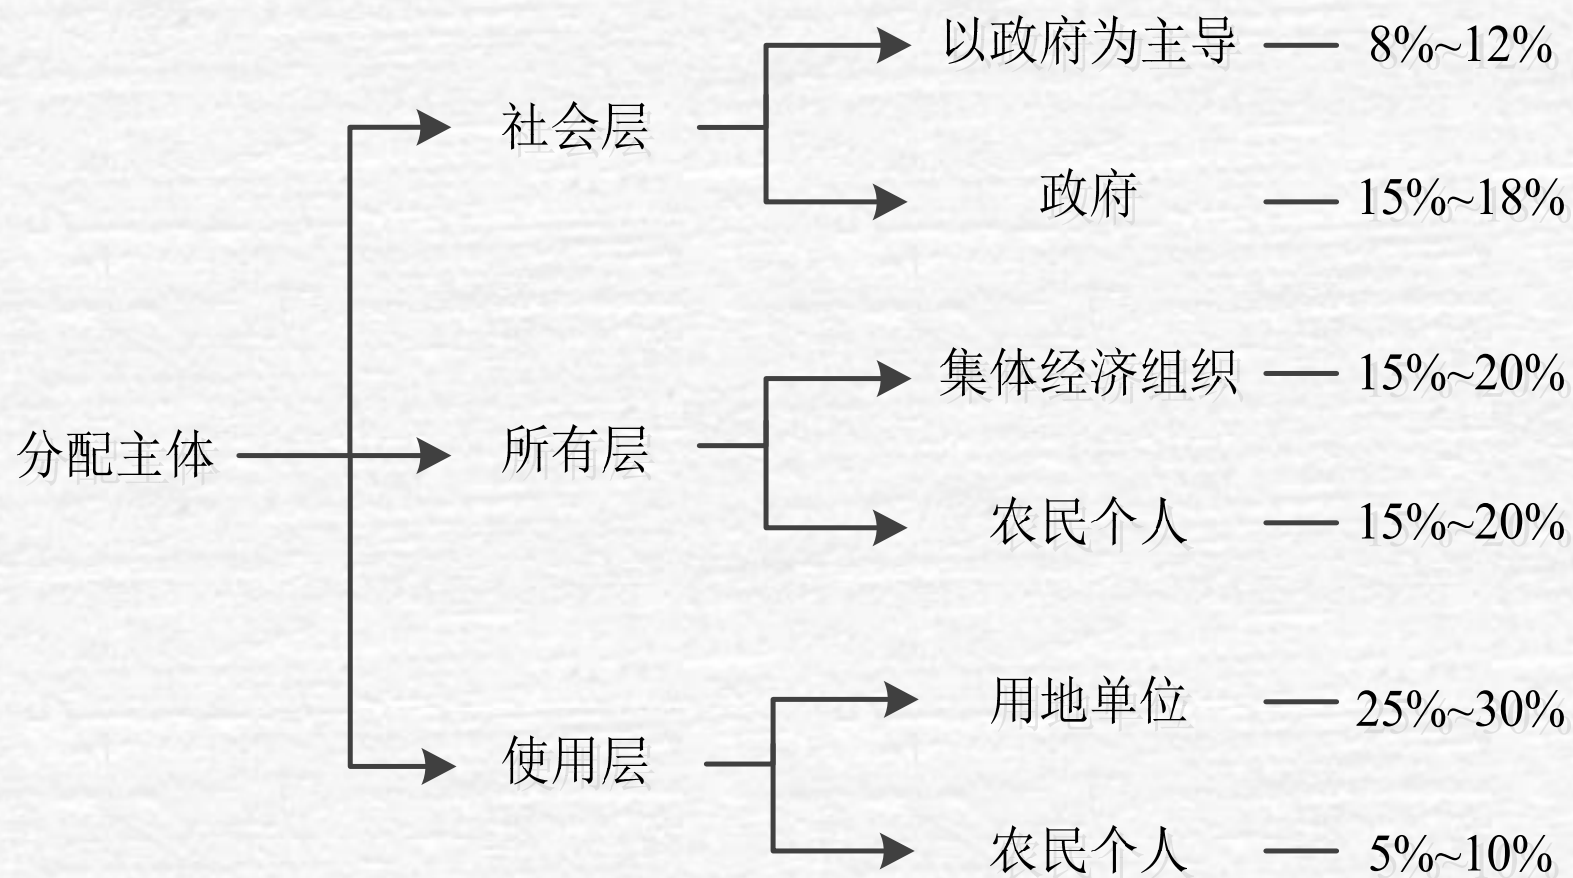 以政府为主导 8%~12%
社会层
政府 15%~18%
集体经济组织 15%~20%
分配主体 所有层
农民个人 15%~20%
用地单位 25%~30%
使用层
农民个人 5%~10%